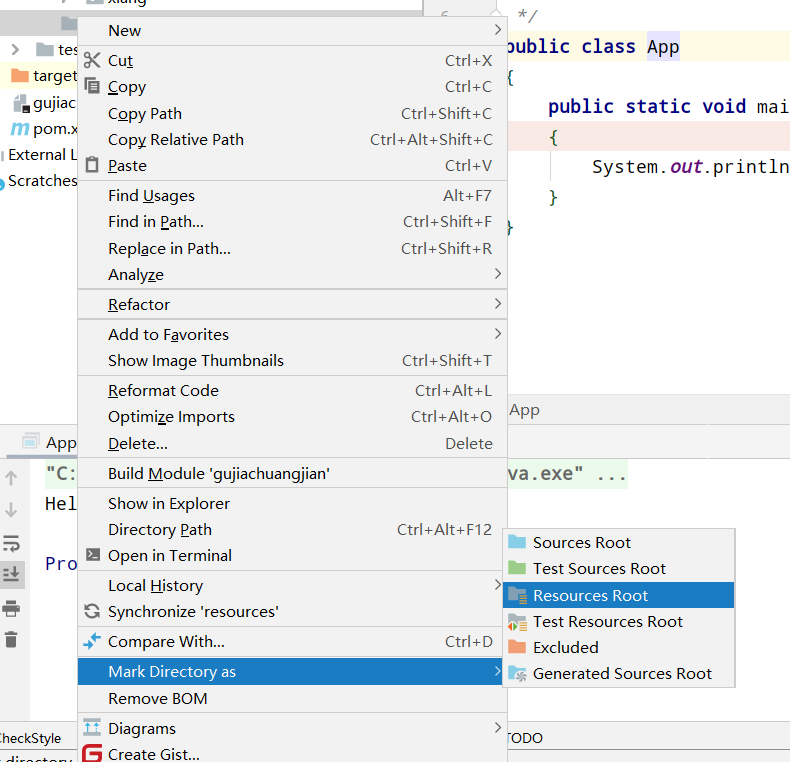 xiang
New
Cut Ctrl+X
Copy Ctrl+C
Copy Path Ctrl+Shift+C
Copy Relative Path Ctrl+Alt+Shift+C
Paste Ctrl+V
Find Usages Alt+F7
Find in Path... Ctrl+Shift+F
Replace in Path... Ctrl+Shift+R
Analyze
Refactor
Add to Favorites
Show Image Thumbnails Ctrl+Shift+T
Reformat Code Ctrl+Alt+L
Optimize Imports Ctrl+Alt+O
Delete... Delete
Build Module 'gujiachuangjian'
Show in Explorer
Directory Path Ctrl+Alt+F12
Open in Terminal
Local History
Synchronize 'resources'
Compare With... Ctrl+D
Mark Directory as
Remove BOM
Diagrams
Create Gist...
Sources Root
Test Sources Root
Resources Root
Test Resources Root
Excluded
Generated Sources Root
tes
target
gujiac
m pom.x
External L
Scratches
*/
public class App
{
public static void mai
{
System.out.println
}
}
App
App
"C:
va.exe" ...
Hel
Pro
CheckStyle
TODO
directory